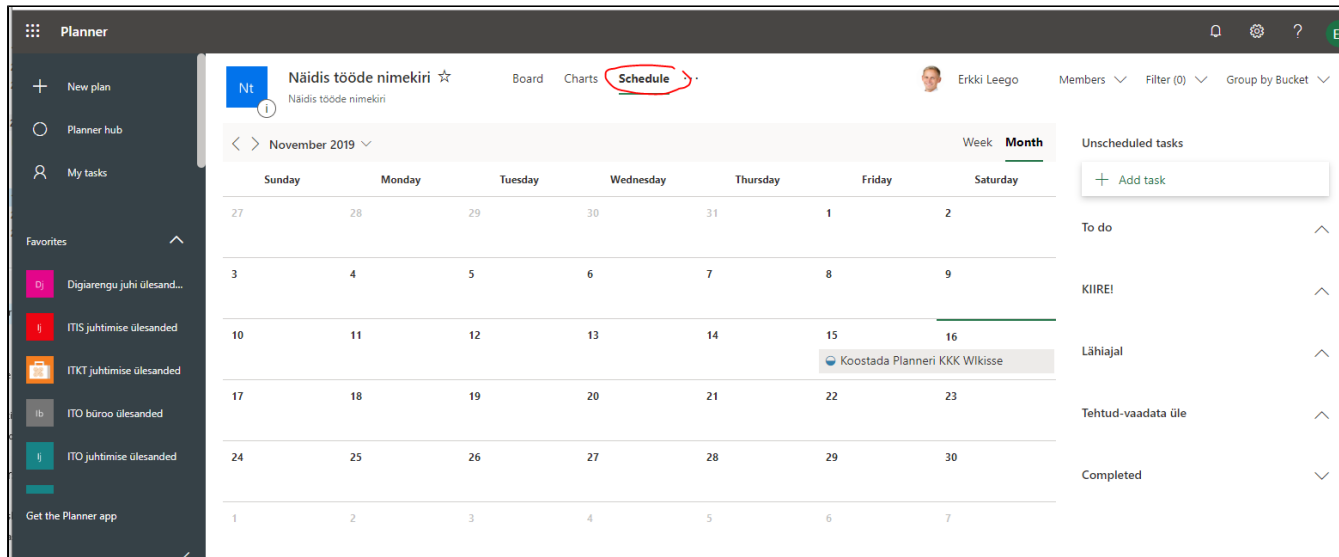 Planner
?
E
New plan
Planner hub
My tasks
Favorites
Dj Digiarengu juhi ülesand...
Ij ITIS juhtimise ülesanded
ITKT juhtimise ülesanded
Ib ITO büroo ülesanded
Ij ITO juhtimise ülesanded
Get the Planner app
Nt
i
Näidis tööde nimekiri
Näidis tööde nimekiri
Board Charts Schedule ...
Erkki Leego Members Filter (0) Group by Bucket
November 2019 Week Month
Sunday Monday Tuesday Wednesday Thursday Friday Saturday
27 28 29 30 31 1 2
3 4 5 6 7 8 9
10 11 12 13 14 15 16
Koostada Planneri KKK WIkisse
17 18 19 20 21 22 23
24 25 26 27 28 29 30
1 2 3 4 5 6 7
Unscheduled tasks
+ Add task
To do
KIIRE!
Lähiajal
Tehtud-vaadata üle
Completed